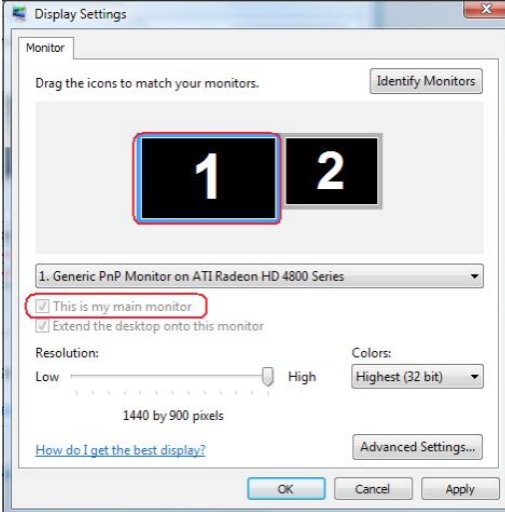 Display Settings
Monitor
Drag the icons to match your monitors.
Identify Monitors
1
2
1. Generic PnP Monitor on ATI Radeon HD 4800 Series
This is my main monitor
Extend the desktop onto this monitor
Resolution:
Colors:
Low
High
Highest (32 bit)
1440 by 900 pixels
How do I get the best display?
Advanced Settings...
OK
Cancel
Apply